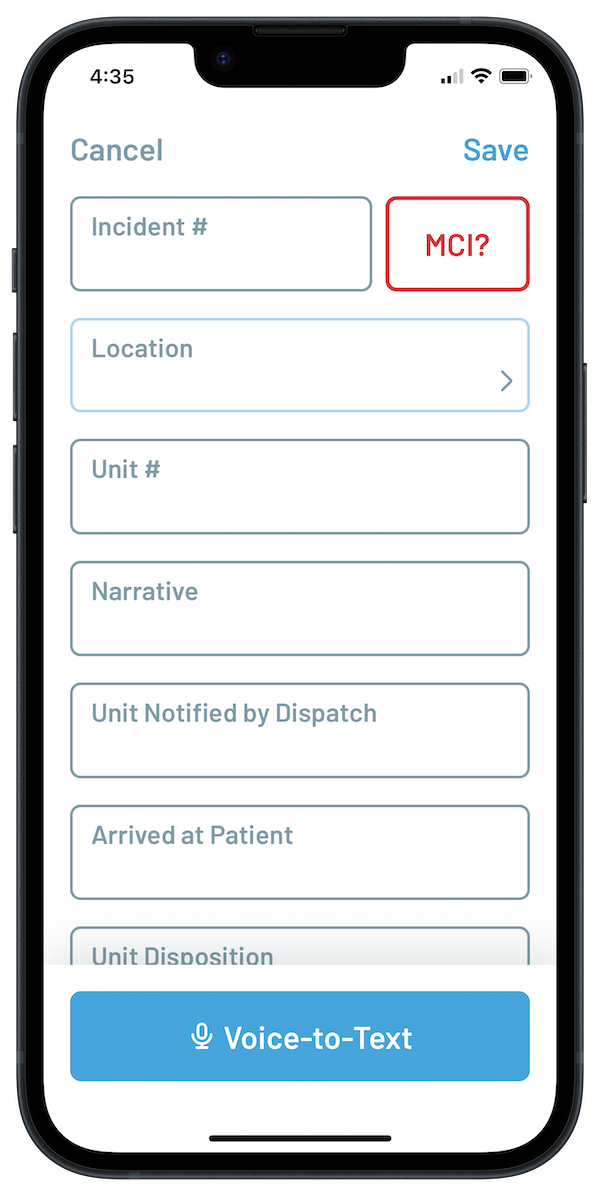 4:35
Cancel Save
Incident #
MCI?
Location
Unit #
Narrative
Unit Notified by Dispatch
Arrived at Patient
Unit Disposition
Voice-to-Text